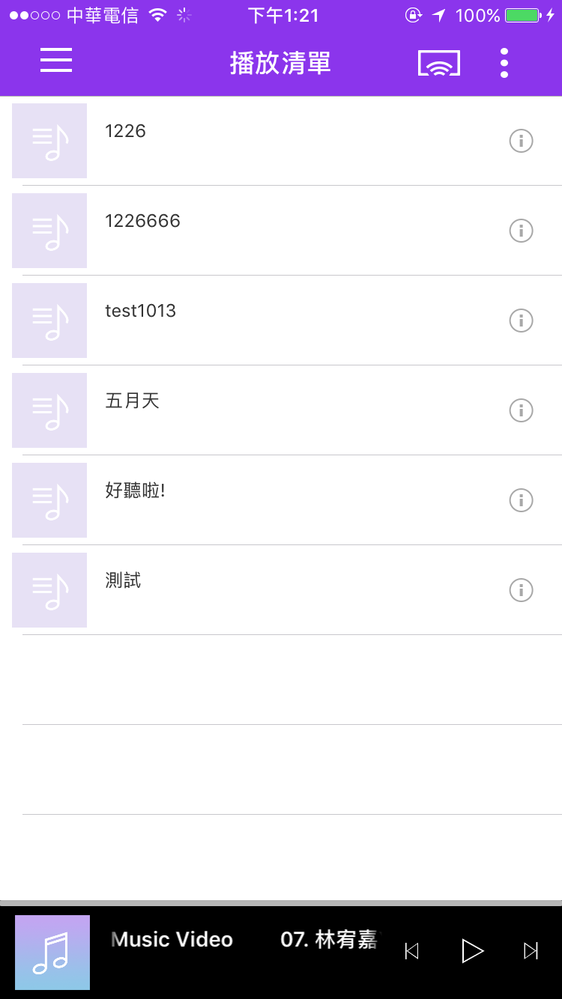 中華電信 下午1:21 100%
播放清單
1226
1226666
test1013
五月天
好聽啦!
測試
Music Video 07. 林宥嘉